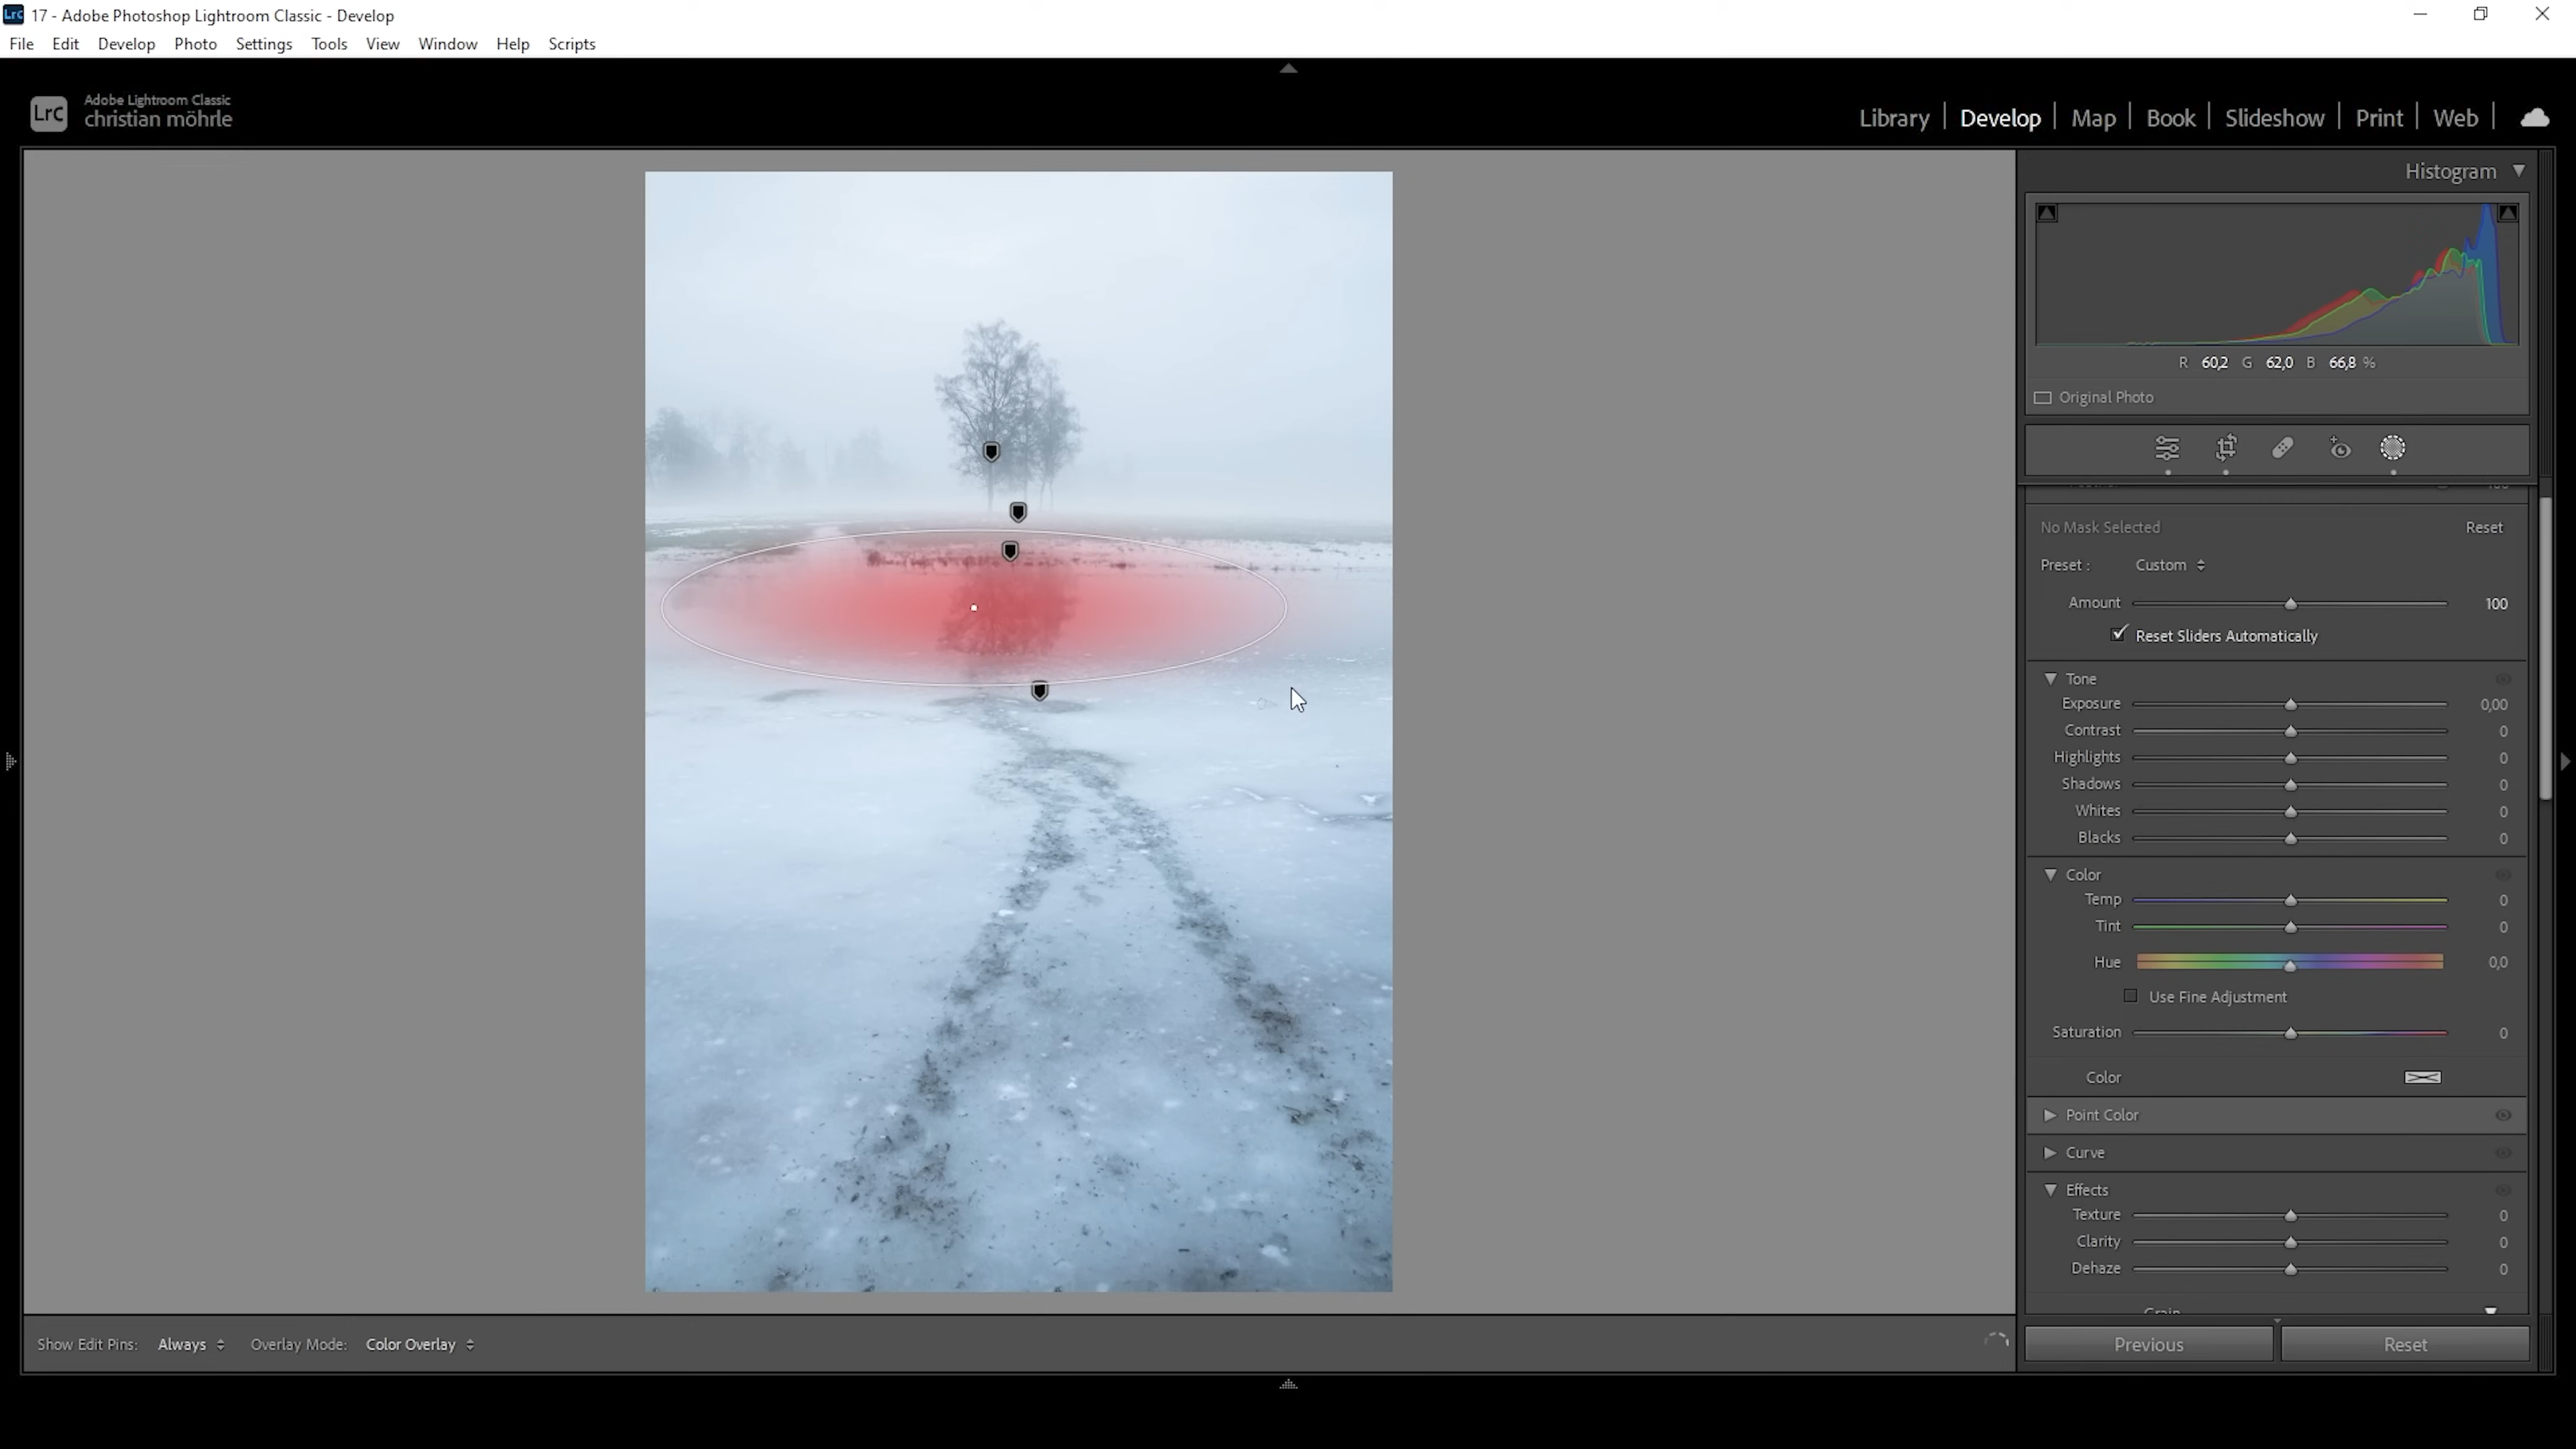 Lrc 17 - Adobe Photoshop Lightroom Classic - Develop
File Edit Develop Photo Settings Tools View Window Help Scripts
Lrc
Adobe Lightroom Classic
christian möhrle
Library | Develop | Map | Book | Slideshow | Print | Web |
Histogram
R 60,2 G 62,0 B 66,8 %
Original Photo
No Mask Selected Reset
Preset : Custom
Amount 100
Reset Sliders Automatically
Tone
Exposure 0,00
Contrast 0
Highlights 0
Shadows 0
Whites 0
Blacks 0
Color
Temp 0
Tint 0
Hue 0,0
Use Fine Adjustment
Saturation 0
Color
Point Color
Curve
Effects
Texture 0
Clarity 0
Dehaze 0
Show Edit Pins: Always Overlay Mode: Color Overlay
Previous Reset